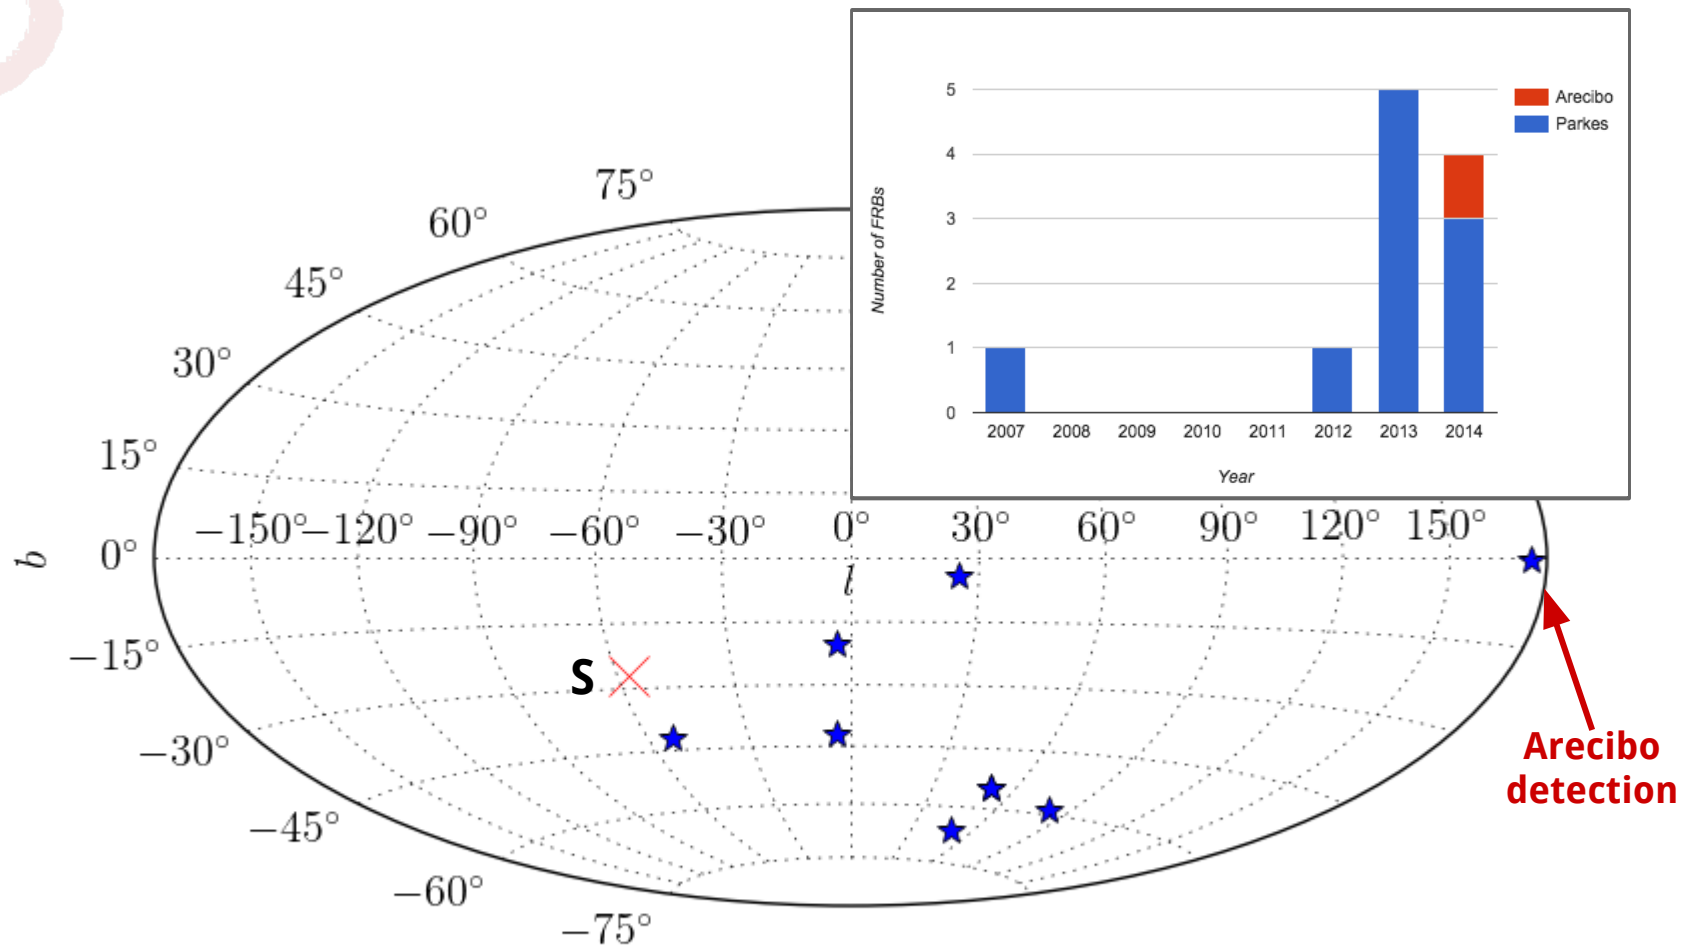 5
4
3
2
1
0
Number of FRBs
2007 2008 2009 2010 2011 2012 2013 2014
Year
Arecibo
Parkes
75°
60°
45°
30°
15°
0°
−15°
−30°
−45°
−60°
−75°
b
−150° −120° −90° −60° −30° 0° 30° 60° 90° 120° 150°
l
S
Arecibo
detection